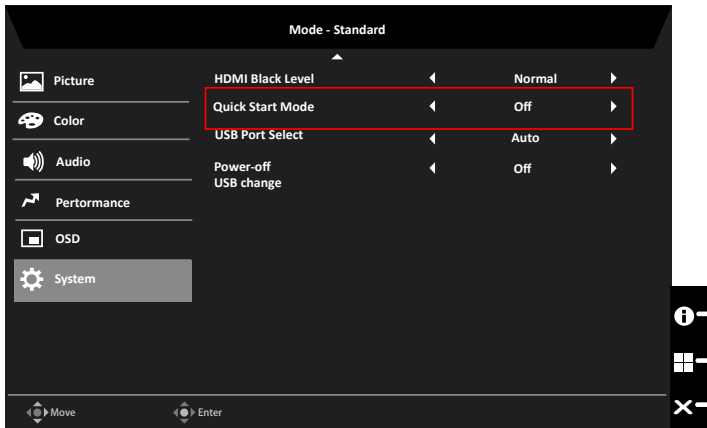 Mode - Standard
Picture
Color
Audio
Pertormance
OSD
System
HDMI Black Level Normal
Quick Start Mode Off
USB Port Select Auto
Power-off Off
USB change
Move Enter